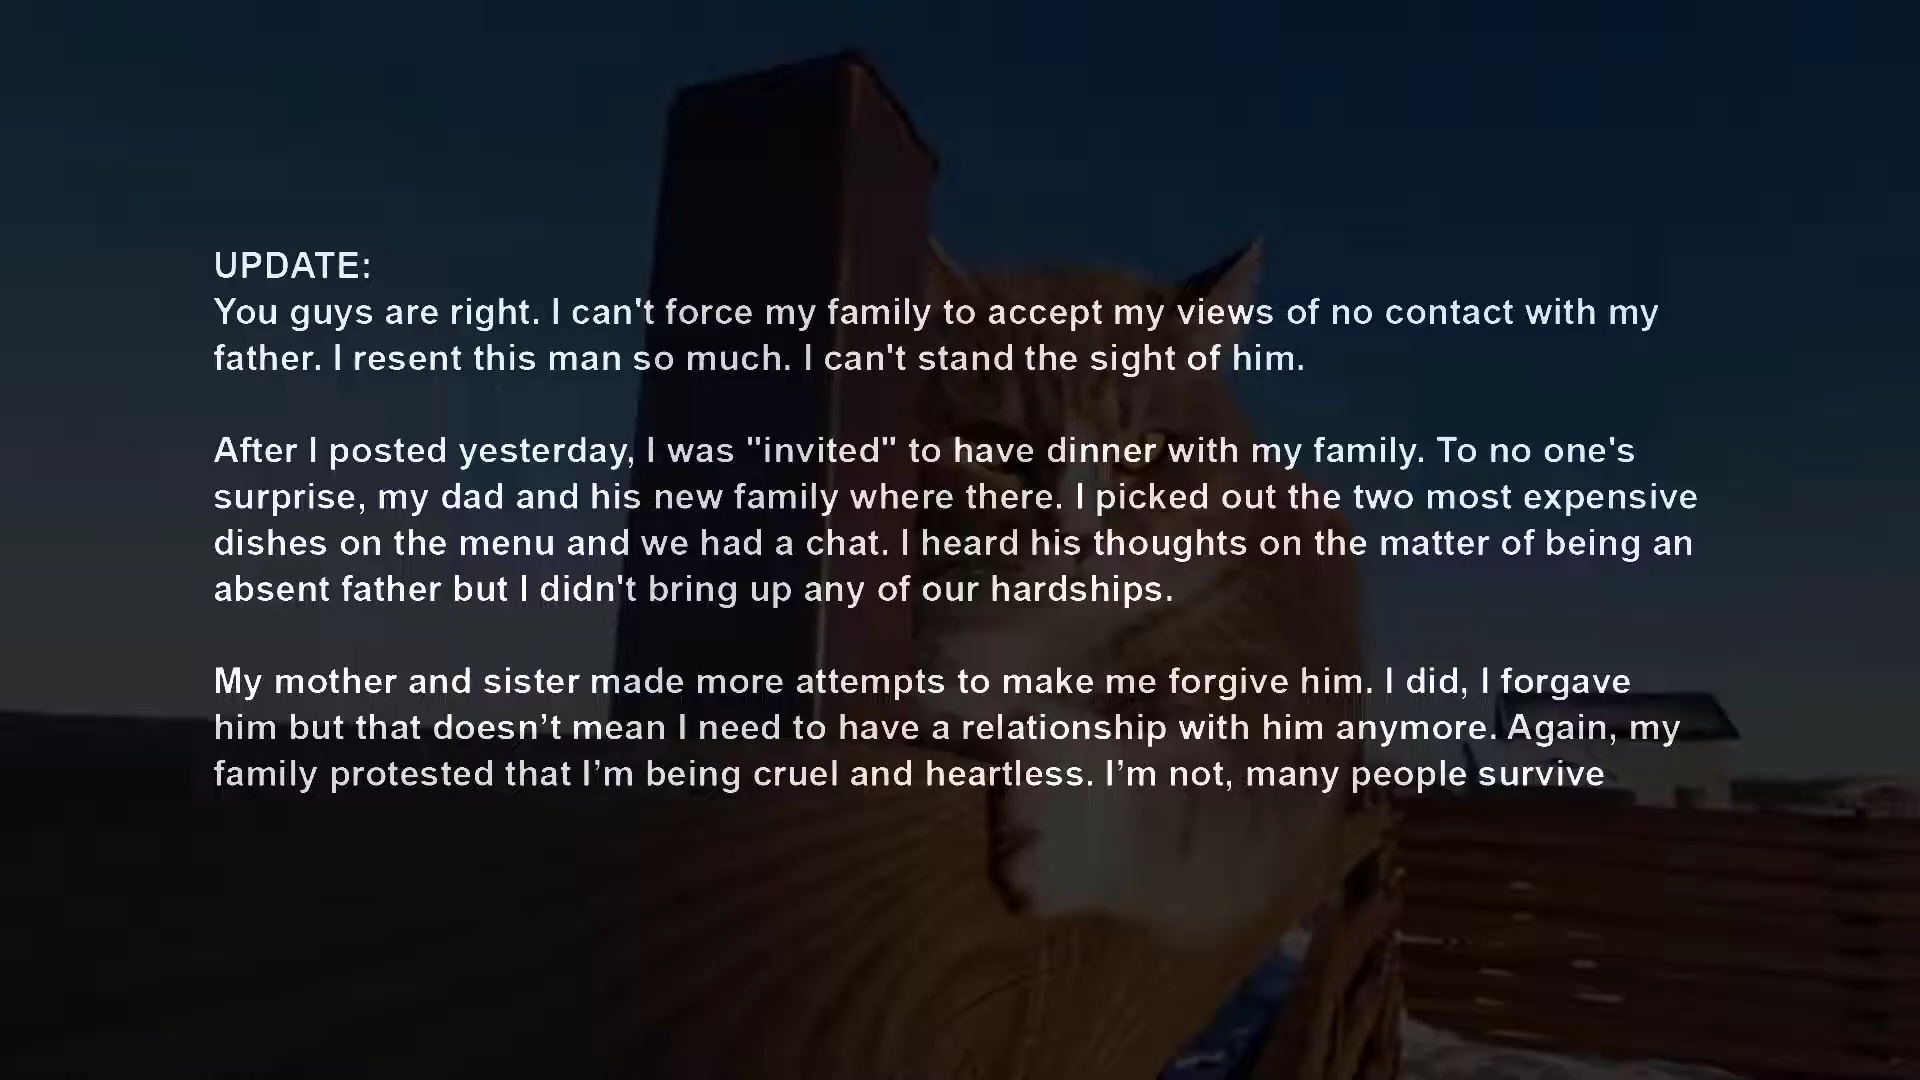 UPDATE:
You guys are right. I can't force my family to accept my views of no contact with my
father. I resent this man so much. I can't stand the sight of him.
After I posted yesterday, I was "invited" to have dinner with my family. To no one's
surprise, my dad and his new family where there. I picked out the two most expensive
dishes on the menu and we had a chat. I heard his thoughts on the matter of being an
absent father but I didn't bring up any of our hardships.
My mother and sister made more attempts to make me forgive him. I did, I forgave
him but that doesn’t mean I need to have a relationship with him anymore. Again, my
family protested that I’m being cruel and heartless. I’m not, many people survive